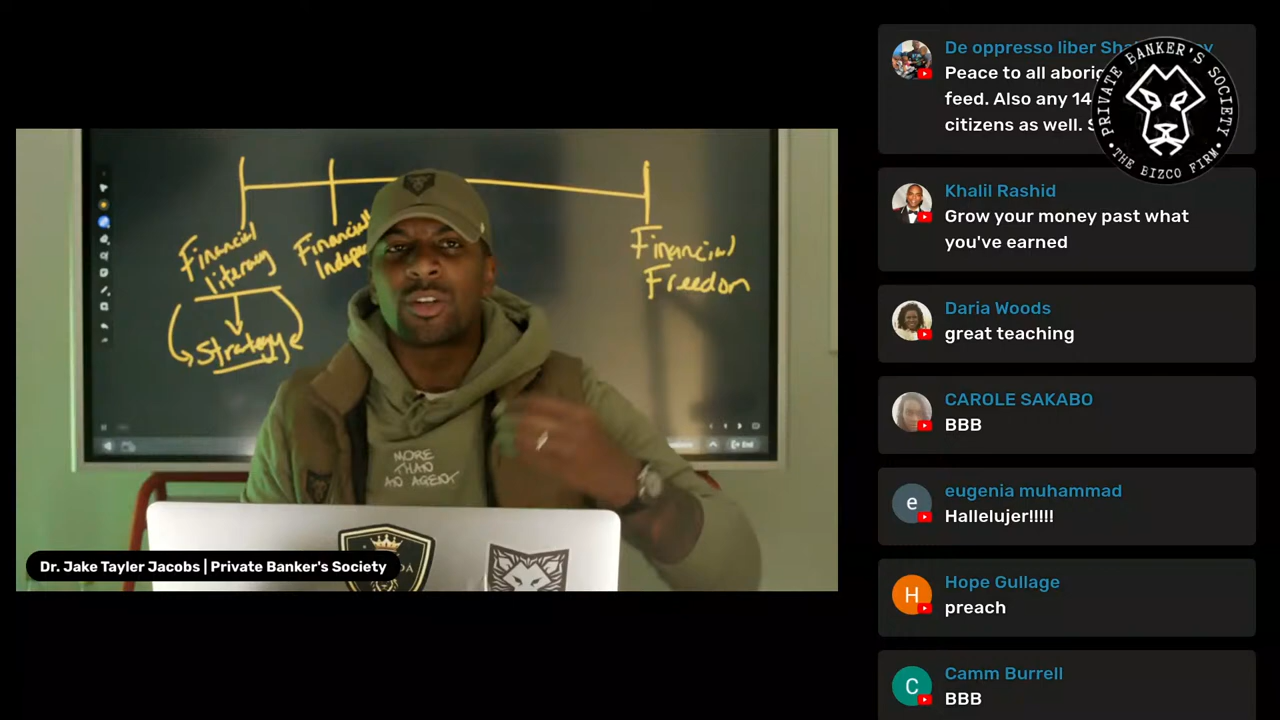 Financial
literacy
Strategy
Financial
Indepe
Financial
Freedom
MORE
THAN
AN AGENT
End
Dr. Jake Tayler Jacobs | Private Banker's Society
De oppresso liber
Peace to all
feed. Also any 14
citizens as well.
PRIVATE BANKER'S SOCIETY
• THE BIZCO FIRM •
Khalil Rashid
Grow your money past what
you've earned
Daria Woods
great teaching
CAROLE SAKABO
BBB
e
eugenia muhammad
Hallelujer!!!!!
H
Hope Gullage
preach
C
Camm Burrell
BBB